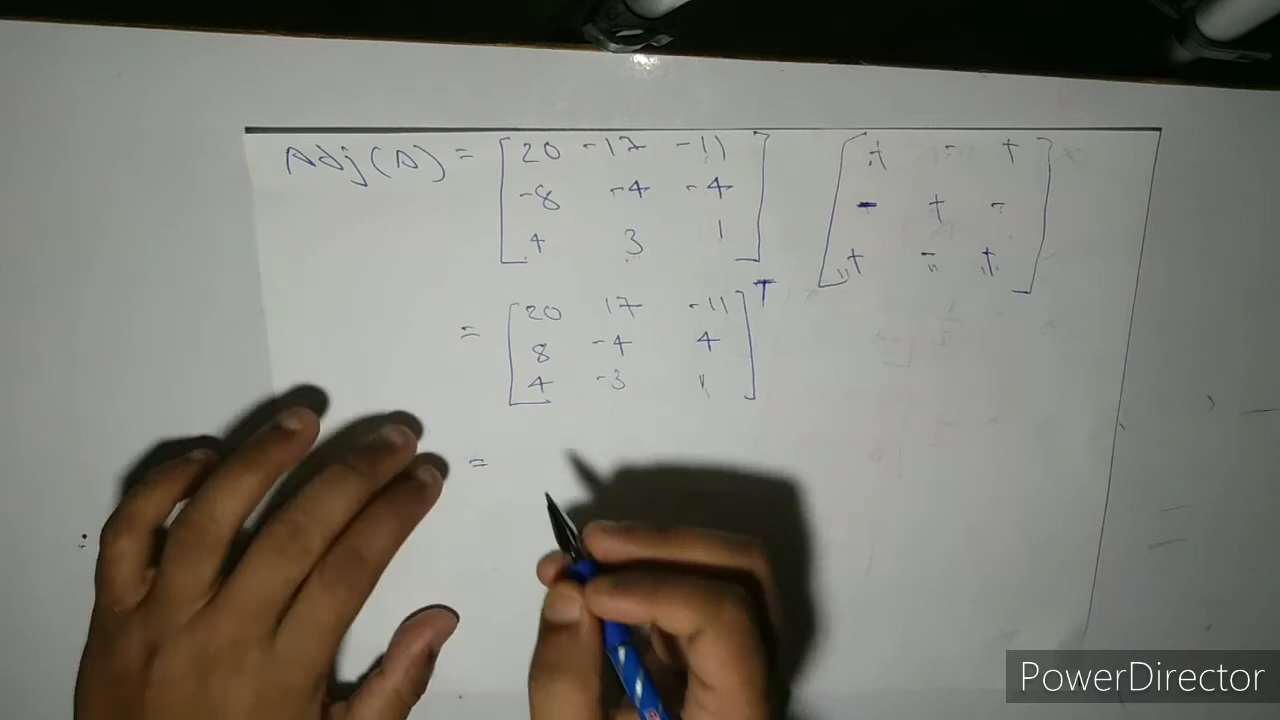 Adj(A) = [ 20 -17 -11 ] [ + - + ]
[ -8 -4 -4 ] [ - + - ]
[ 4 3 1 ] [ + - + ]
= [ 20 17 -11 ]T
[ 8 -4 4 ]
[ 4 -3 1 ]
=
PowerDirector